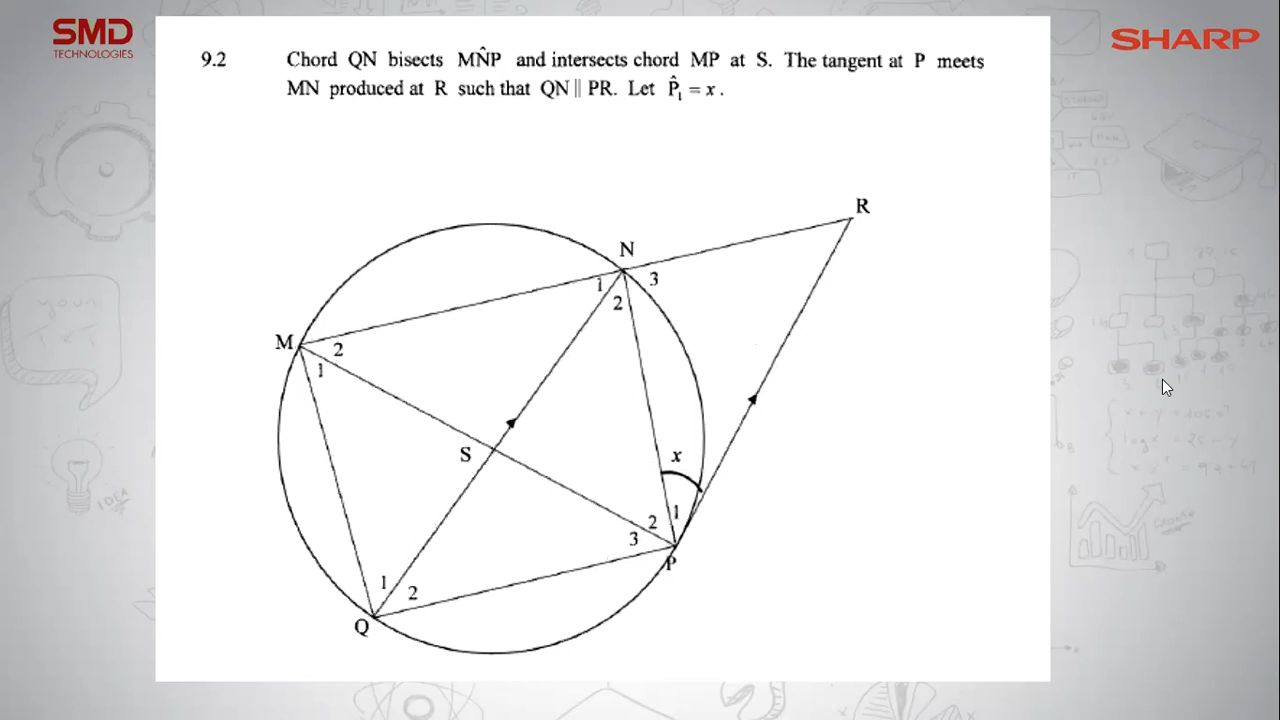 SMD
TECHNOLOGIES
SHARP
9.2 Chord QN bisects MN̂P and intersects chord MP at S. The tangent at P meets
MN produced at R such that QN || PR. Let P̂₁ = x.
R
N
1
3
2
M
2
1
S
x
2
1
3
P
1
2
Q
IDEA